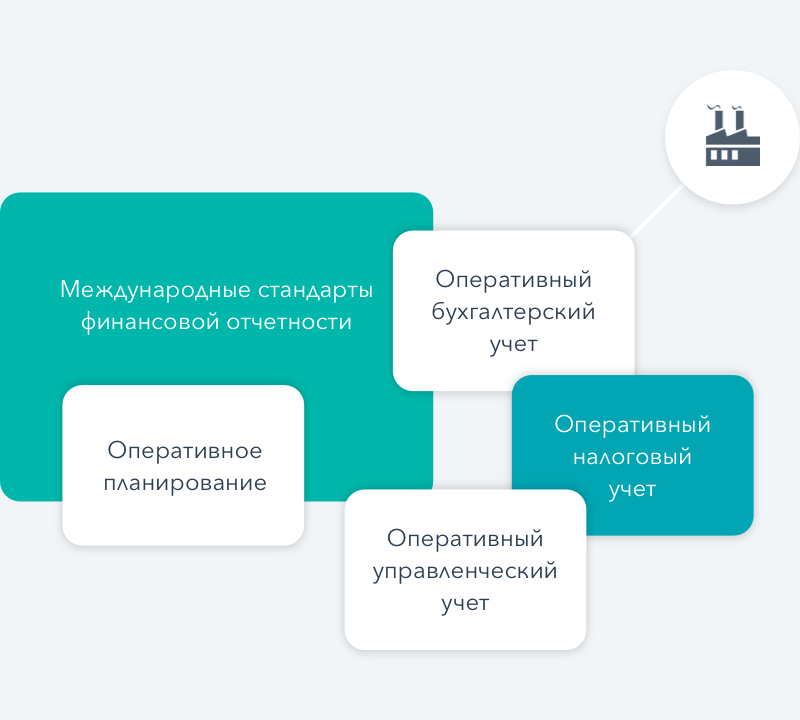 Международные стандарты
финансовой отчетности
Оперативный
бухгалтерский
учет
Оперативный
налоговый
учет
Оперативное
планирование
Оперативный
управленческий
учет